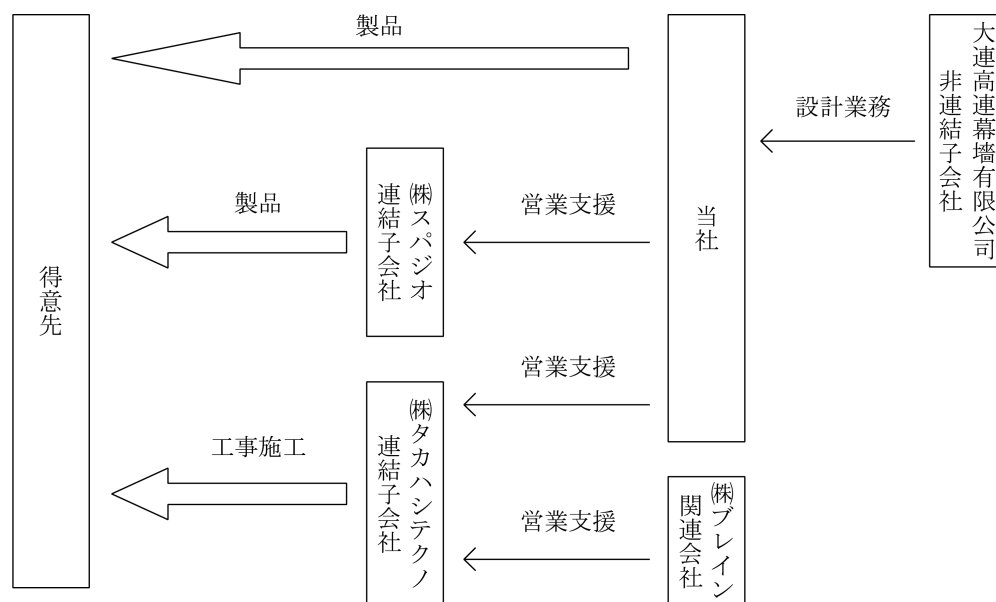 製品
得意先
製品
㈱スパジオ
連結子会社
営業支援
当社
設計業務
大連高連幕墻有限公司
非連結子会社
工事施工
㈱タカハシテクノ
連結子会社
営業支援
営業支援
㈱ブレイン
関連会社